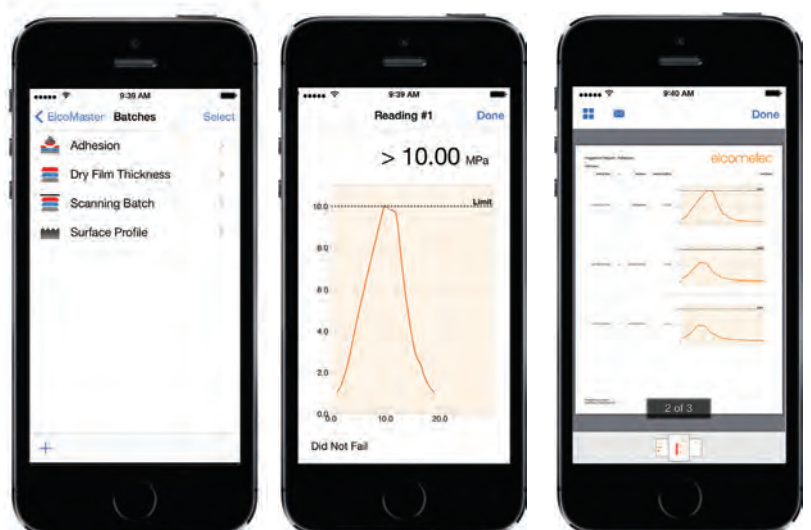 9:39 AM
ElcoMaster Batches Select
Adhesion
Dry Film Thickness
Scanning Batch
Surface Profile
+
9:39 AM
Reading #1 Done
> 10.00 MPa
Limit
10.0
8.0
6.0
4.0
2.0
0.0
0.0 10.0 20.0
Did Not Fail
9:40 AM
Done
elcomelec
2 of 3